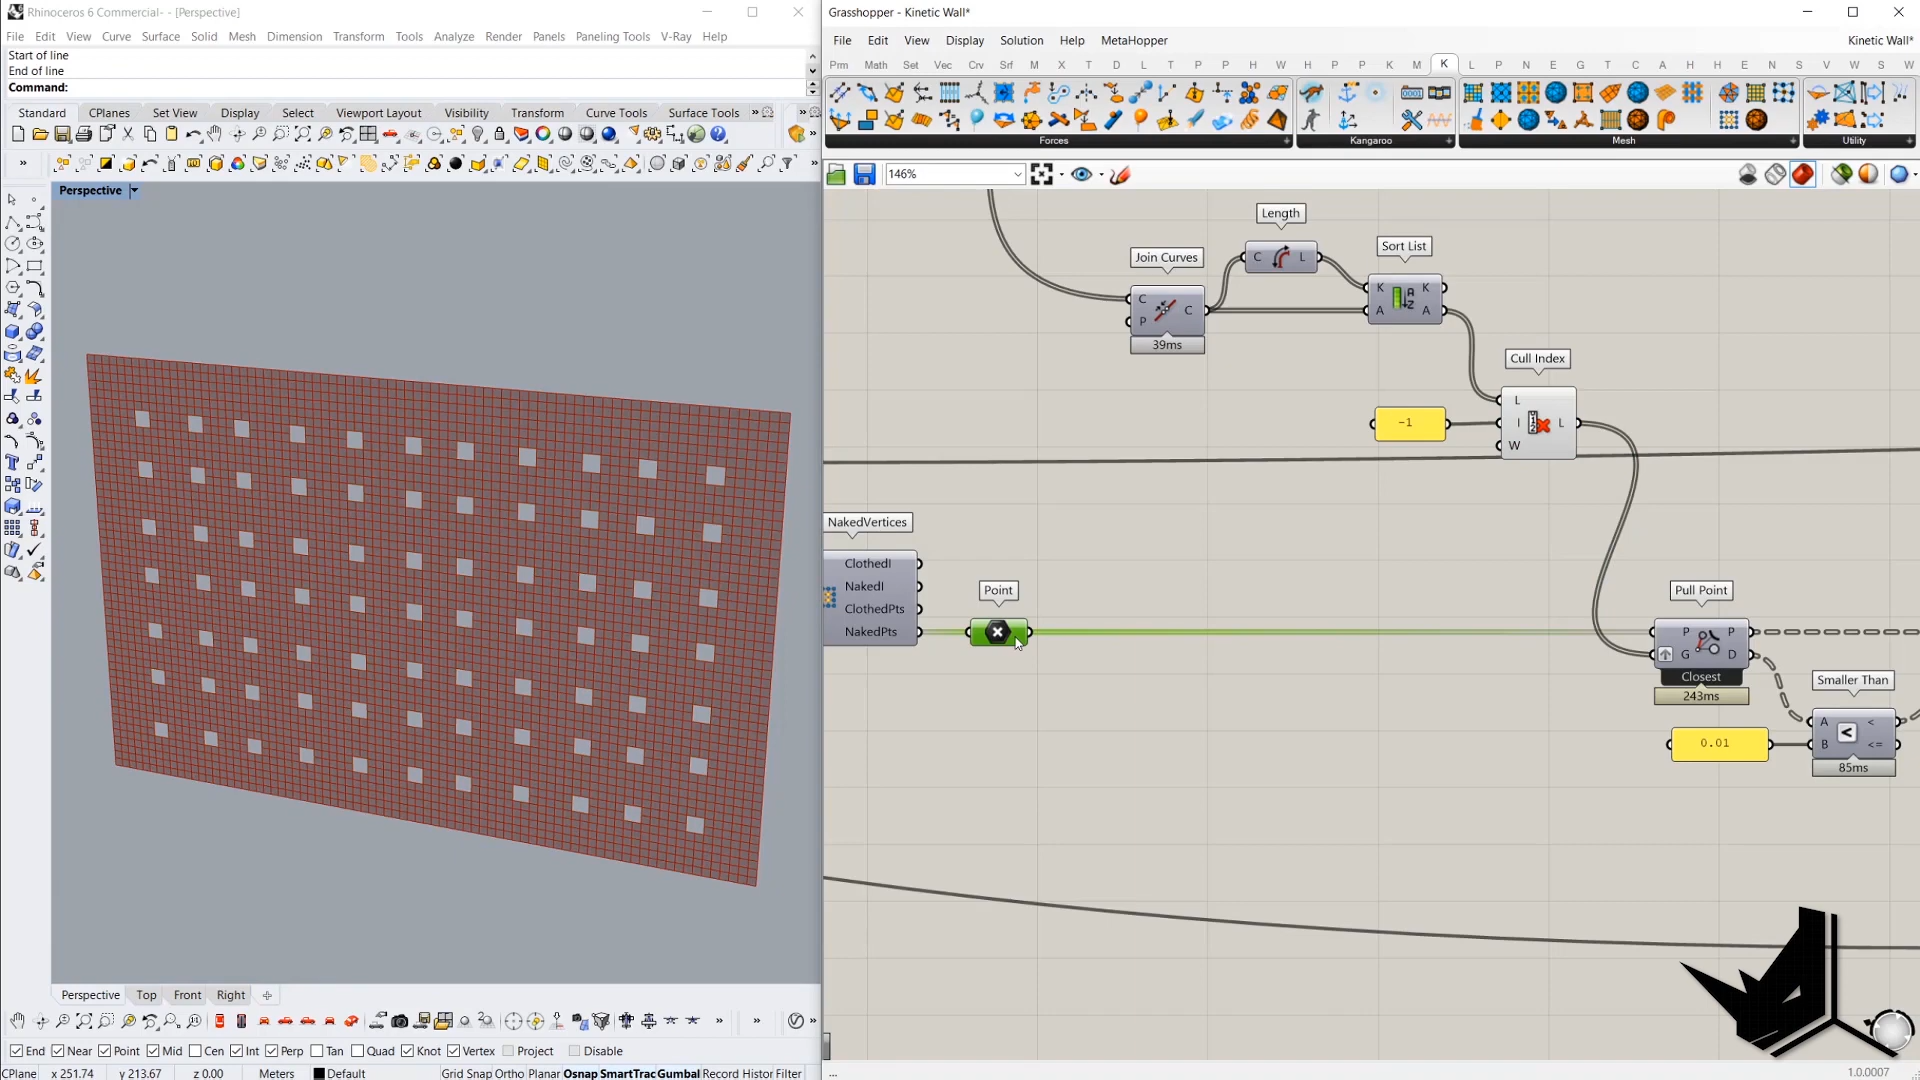 Rhinoceros 6 Commercial- - [Perspective]
File Edit View Curve Surface Solid Mesh Dimension Transform Tools Analyze Render Panels Paneling Tools V-Ray Help
Start of line
End of line
Command:
Standard CPlanes Set View Display Select Viewport Layout Visibility Transform Curve Tools Surface Tools
Perspective
Perspective Top Front Right
End Near Point Mid Cen Int Perp Tan Quad Knot Vertex Project Disable
CPlane x 251.74 y 213.67 z 0.00 Meters Default Grid Snap Ortho Planar Osnap SmartTrac Gumbal Record Histor Filter
Grasshopper - Kinetic Wall*
File Edit View Display Solution Help MetaHopper Kinetic Wall*
Prm Math Set Vec Crv Srf M X T D L T P P H W H P P K M K L P N E G T C A H H E N S V W S W
Forces Kangaroo Mesh Utility
146%
Length
C L
Join Curves
C
P
C
39ms
Sort List
K K
A A
Cull Index
L
I L
W
-1
NakedVertices
ClothedI
NakedI
ClothedPts
NakedPts
Point
Pull Point
P P
G D
Closest
243ms
Smaller Than
A <
B <=
85ms
0.01
1.0.0007